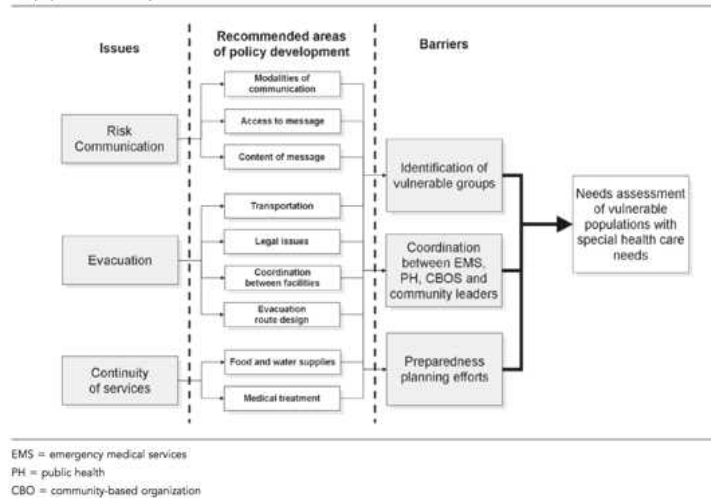 Issues
Recommended areas
of policy development
Barriers
Risk
Communication
Modalities of
communication
Access to message
Content of message
Evacuation
Transportation
Legal issues
Coordination
between facilities
Evacuation
route design
Continuity
of services
Food and water supplies
Medical treatment
Identification of
vulnerable groups
Coordination
between EMS,
PH, CBOS and
community leaders
Preparedness
planning efforts
Needs assessment
of vulnerable
populations with
special health care
needs
EMS = emergency medical services
PH = public health
CBO = community-based organization